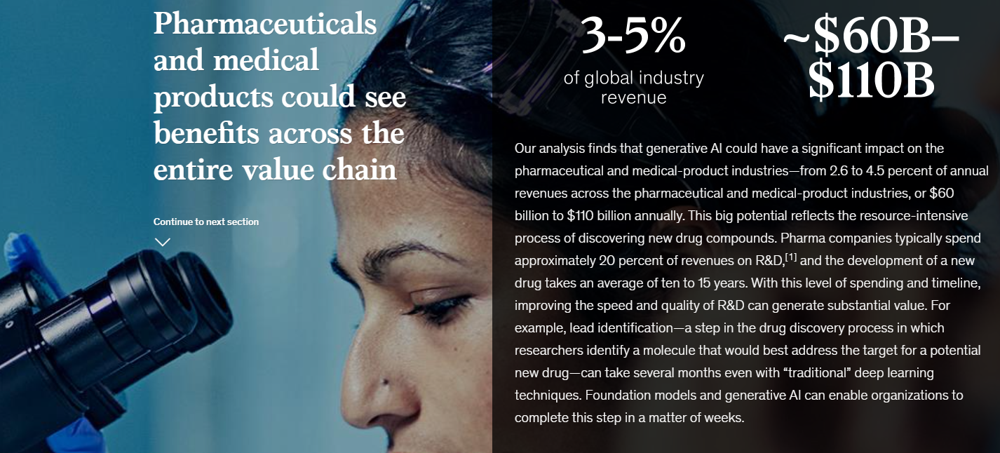 Pharmaceuticals
and medical
products could see
benefits across the
entire value chain
Continue to next section
3-5%
of global industry
revenue
~$60B–
$110B
Our analysis finds that generative AI could have a significant impact on the
pharmaceutical and medical-product industries—from 2.6 to 4.5 percent of annual
revenues across the pharmaceutical and medical-product industries, or $60
billion to $110 billion annually. This big potential reflects the resource-intensive
process of discovering new drug compounds. Pharma companies typically spend
approximately 20 percent of revenues on R&D,[1] and the development of a new
drug takes an average of ten to 15 years. With this level of spending and timeline,
improving the speed and quality of R&D can generate substantial value. For
example, lead identification—a step in the drug discovery process in which
researchers identify a molecule that would best address the target for a potential
new drug—can take several months even with “traditional” deep learning
techniques. Foundation models and generative AI can enable organizations to
complete this step in a matter of weeks.